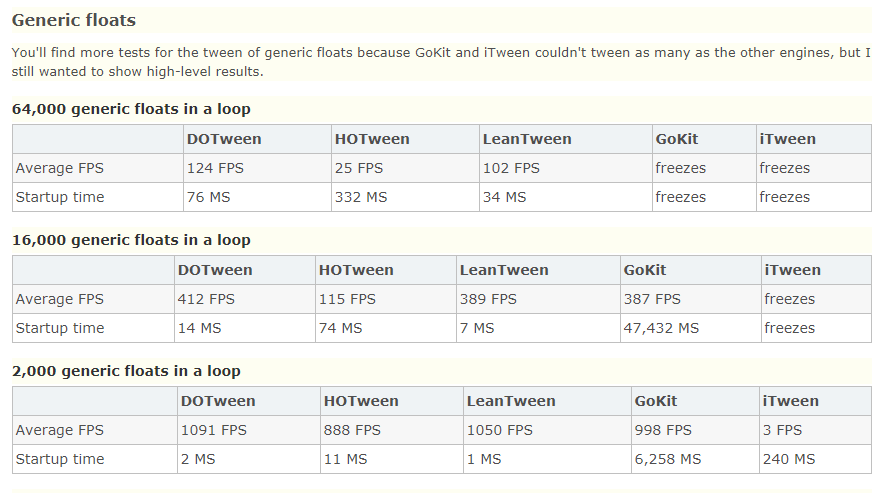 Generic floats
You'll find more tests for the tween of generic floats because GoKit and iTween couldn't tween as many as the other engines, but I
still wanted to show high-level results.
64,000 generic floats in a loop
DOTween HOTween LeanTween GoKit iTween
Average FPS 124 FPS 25 FPS 102 FPS freezes freezes
Startup time 76 MS 332 MS 34 MS freezes freezes
16,000 generic floats in a loop
DOTween HOTween LeanTween GoKit iTween
Average FPS 412 FPS 115 FPS 389 FPS 387 FPS freezes
Startup time 14 MS 74 MS 7 MS 47,432 MS freezes
2,000 generic floats in a loop
DOTween HOTween LeanTween GoKit iTween
Average FPS 1091 FPS 888 FPS 1050 FPS 998 FPS 3 FPS
Startup time 2 MS 11 MS 1 MS 6,258 MS 240 MS